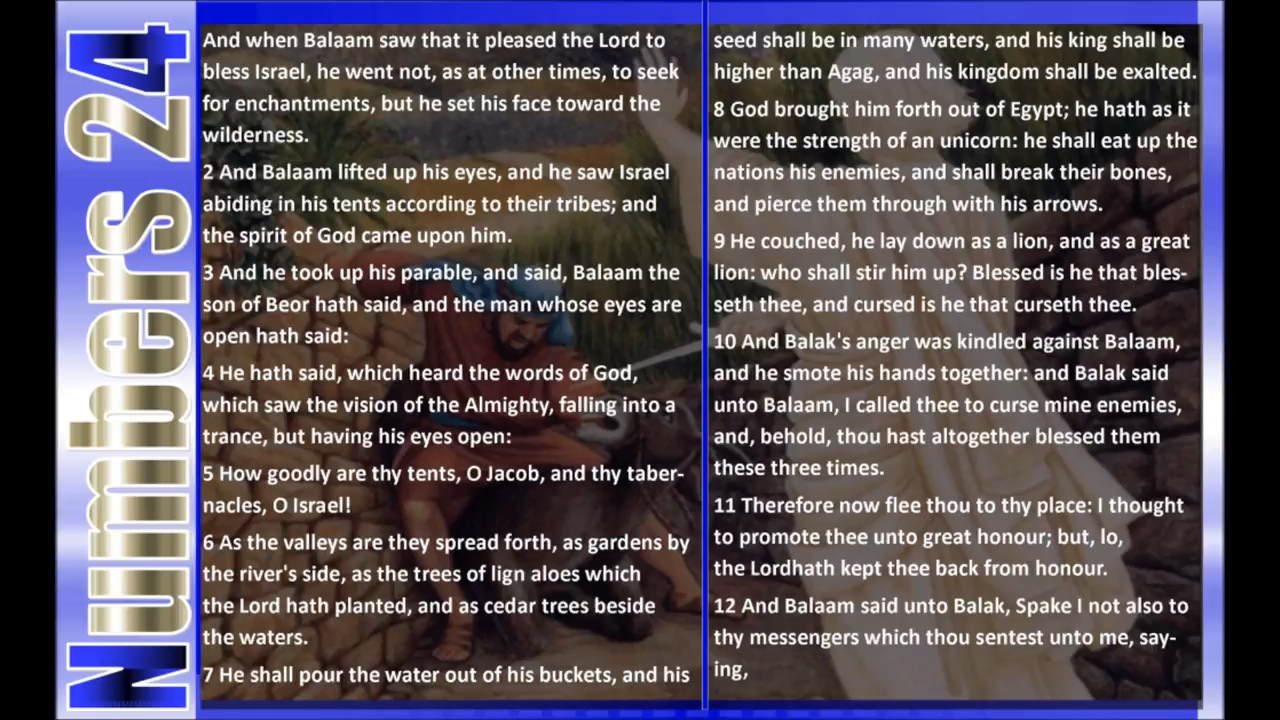 Numbers 24
And when Balaam saw that it pleased the Lord to
bless Israel, he went not, as at other times, to seek
for enchantments, but he set his face toward the
wilderness.
2 And Balaam lifted up his eyes, and he saw Israel
abiding in his tents according to their tribes; and
the spirit of God came upon him.
3 And he took up his parable, and said, Balaam the
son of Beor hath said, and the man whose eyes are
open hath said:
4 He hath said, which heard the words of God,
which saw the vision of the Almighty, falling into a
trance, but having his eyes open:
5 How goodly are thy tents, O Jacob, and thy taber-
nacles, O Israel!
6 As the valleys are they spread forth, as gardens by
the river's side, as the trees of lign aloes which
the Lord hath planted, and as cedar trees beside
the waters.
7 He shall pour the water out of his buckets, and his
seed shall be in many waters, and his king shall be
higher than Agag, and his kingdom shall be exalted.
8 God brought him forth out of Egypt; he hath as it
were the strength of an unicorn: he shall eat up the
nations his enemies, and shall break their bones,
and pierce them through with his arrows.
9 He couched, he lay down as a lion, and as a great
lion: who shall stir him up? Blessed is he that bles-
seth thee, and cursed is he that curseth thee.
10 And Balak's anger was kindled against Balaam,
and he smote his hands together: and Balak said
unto Balaam, I called thee to curse mine enemies,
and, behold, thou hast altogether blessed them
these three times.
11 Therefore now flee thou to thy place: I thought
to promote thee unto great honour; but, lo,
the Lordhath kept thee back from honour.
12 And Balaam said unto Balak, Spake I not also to
thy messengers which thou sentest unto me, say-
ing,